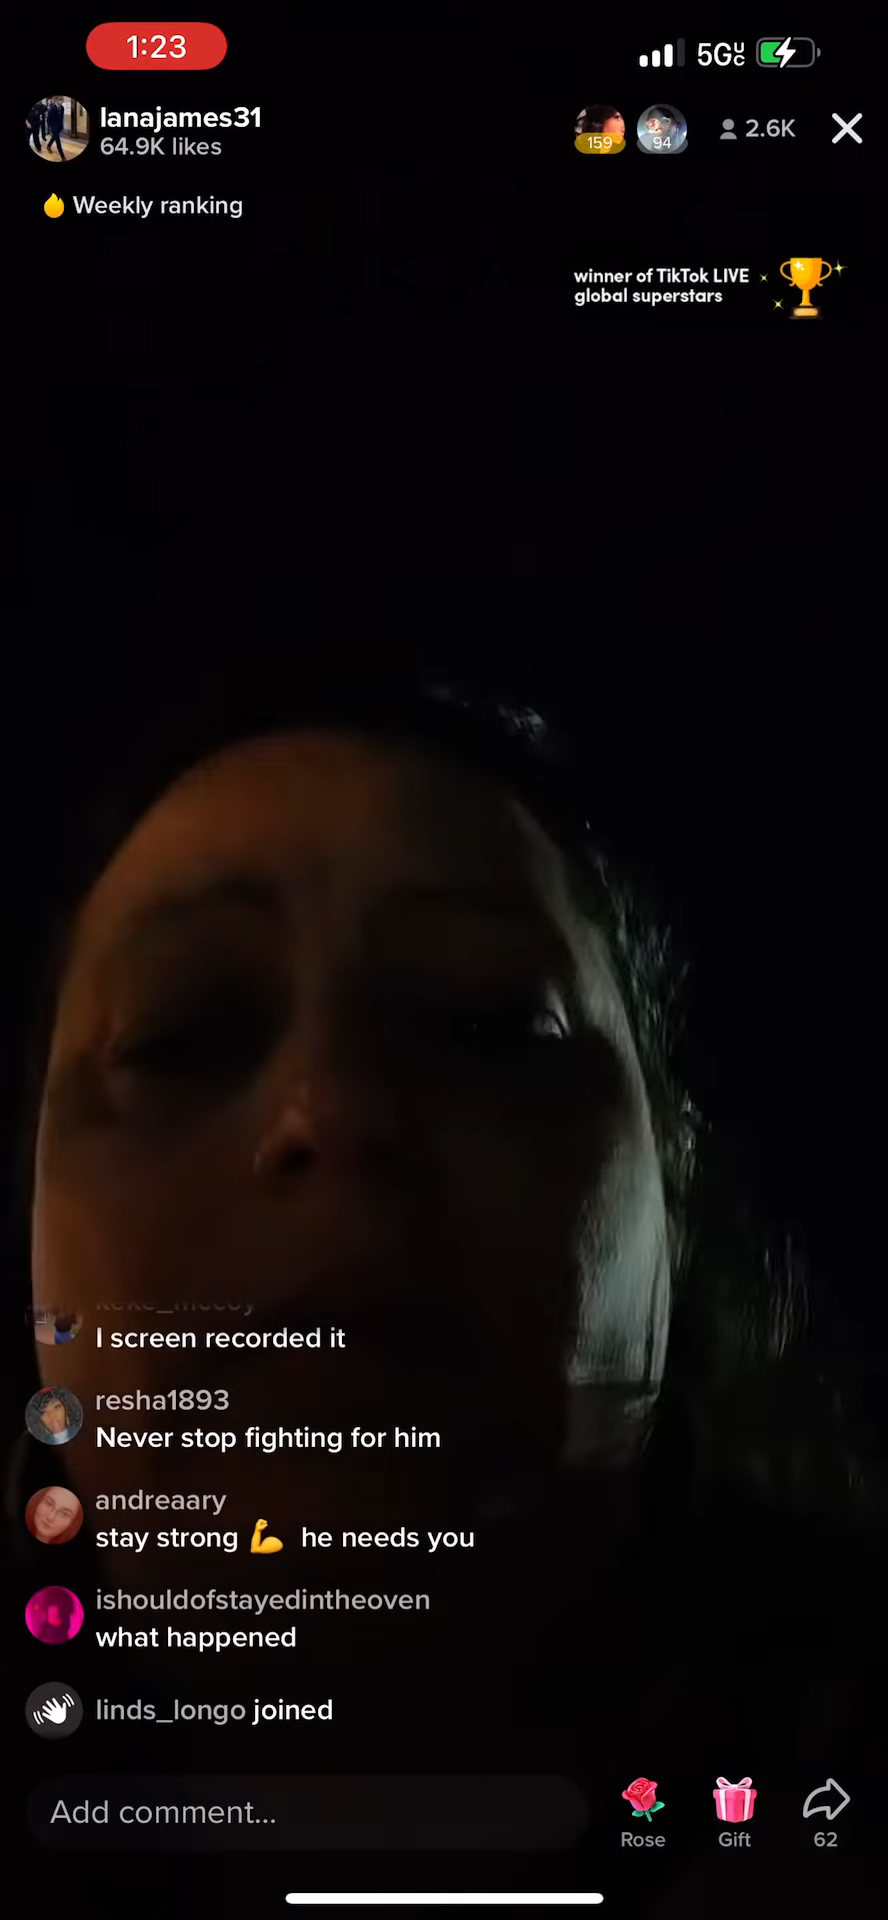 1:23
5G
lanajames31
64.9K likes
159
94
2.6K
Weekly ranking
winner of TikTok LIVE
global superstars
I screen recorded it
resha1893
Never stop fighting for him
andreaary
stay strong 💪 he needs you
ishouldofstayedintheoven
what happened
linds_longo joined
Add comment...
Rose
Gift
62